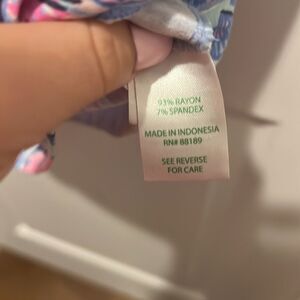 93% RAYON
7% SPANDEX
MADE IN INDONESIA
RN# 88189
SEE REVERSE
FOR CARE